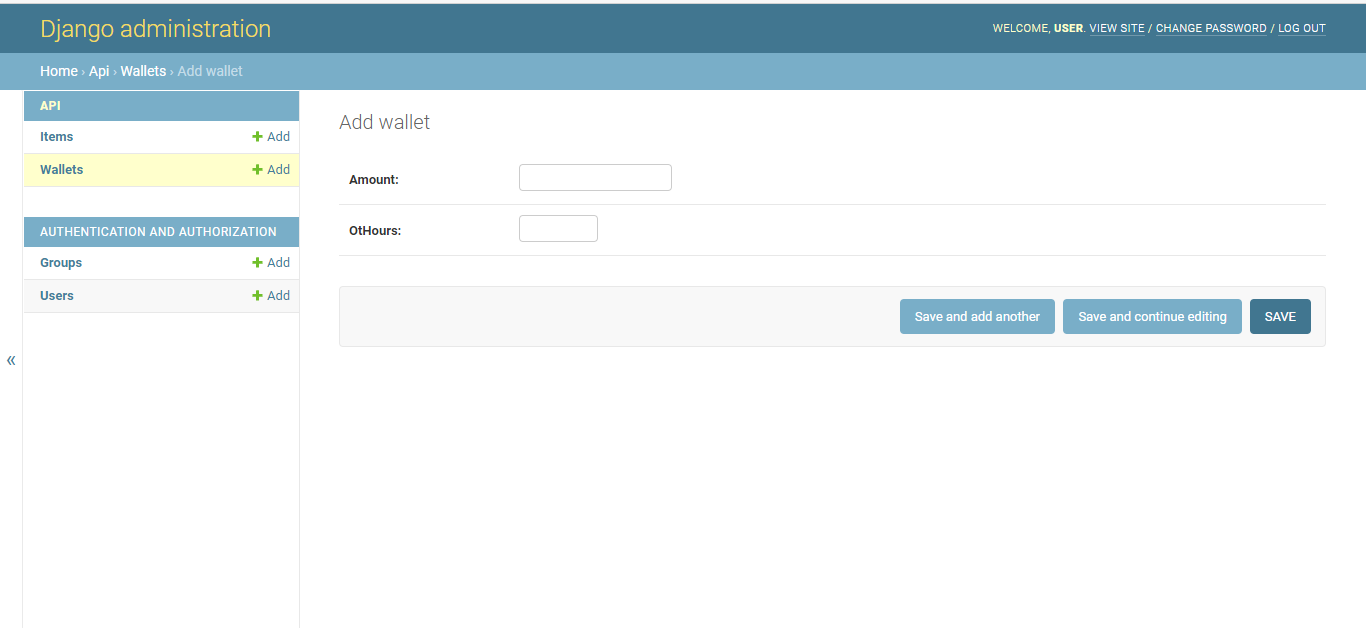 Django administration
WELCOME, USER. VIEW SITE / CHANGE PASSWORD / LOG OUT
Home › Api › Wallets › Add wallet
API
Items + Add
Wallets + Add
AUTHENTICATION AND AUTHORIZATION
Groups + Add
Users + Add
«
Add wallet
Amount:
OtHours:
Save and add another
Save and continue editing
SAVE